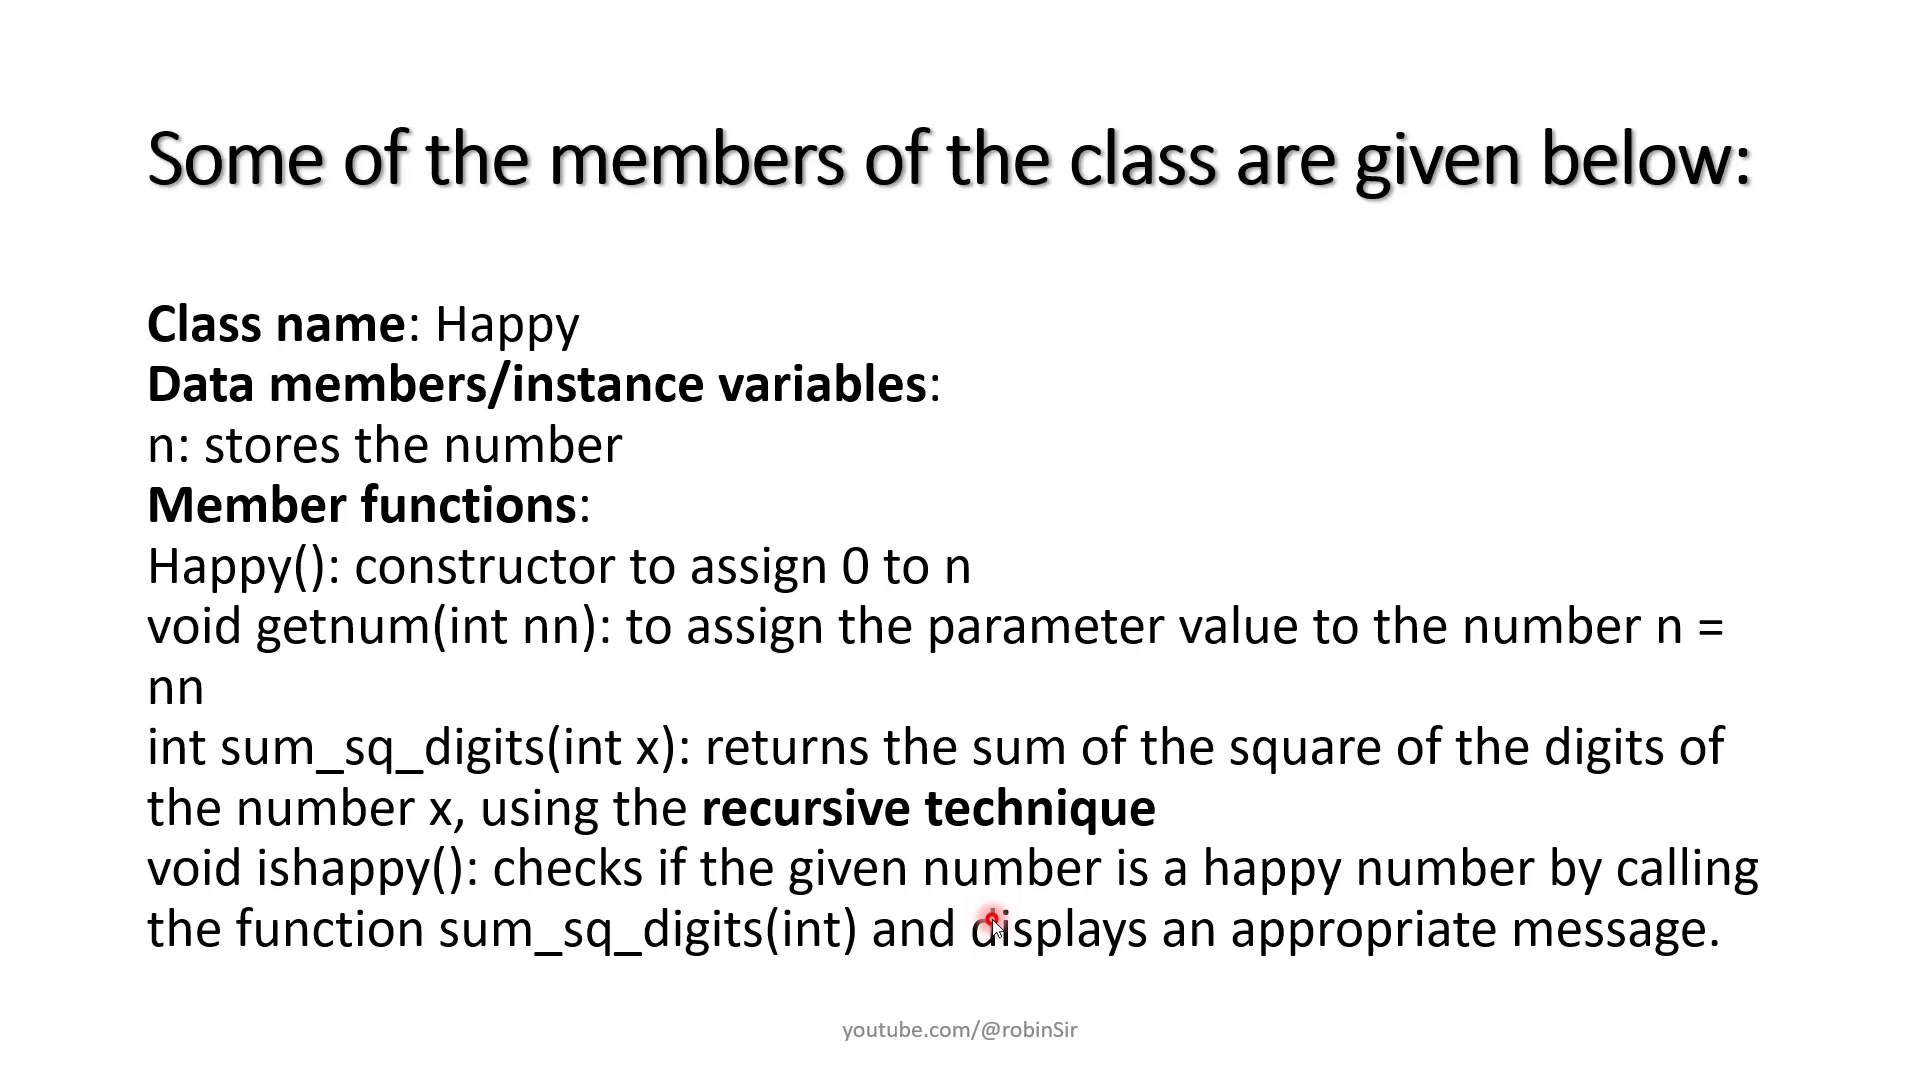 Some of the members of the class are given below:
Class name: Happy
Data members/instance variables:
n: stores the number
Member functions:
Happy(): constructor to assign 0 to n
void getnum(int nn): to assign the parameter value to the number n =
nn
int sum_sq_digits(int x): returns the sum of the square of the digits of
the number x, using the recursive technique
void ishappy(): checks if the given number is a happy number by calling
the function sum_sq_digits(int) and displays an appropriate message.
youtube.com/@robinSir